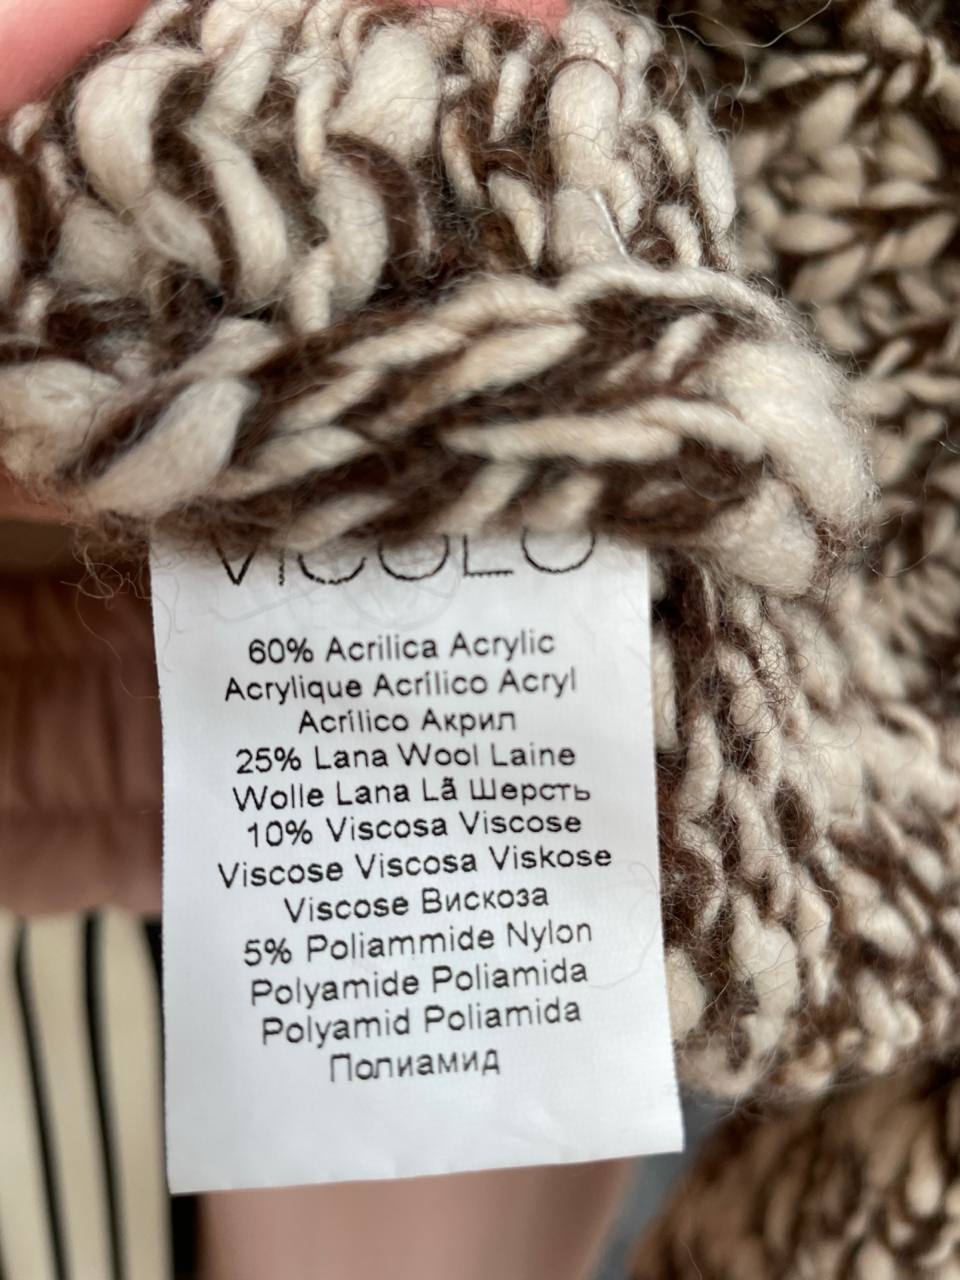 VICOLO
60% Acrilica Acrylic
Acrylique Acrílico Acryl
Acrílico Акрил
25% Lana Wool Laine
Wolle Lana Lã Шерсть
10% Viscosa Viscose
Viscose Viscosa Viskose
Viscose Вискоза
5% Poliammide Nylon
Polyamide Poliamida
Polyamid Poliamida
Полиамид